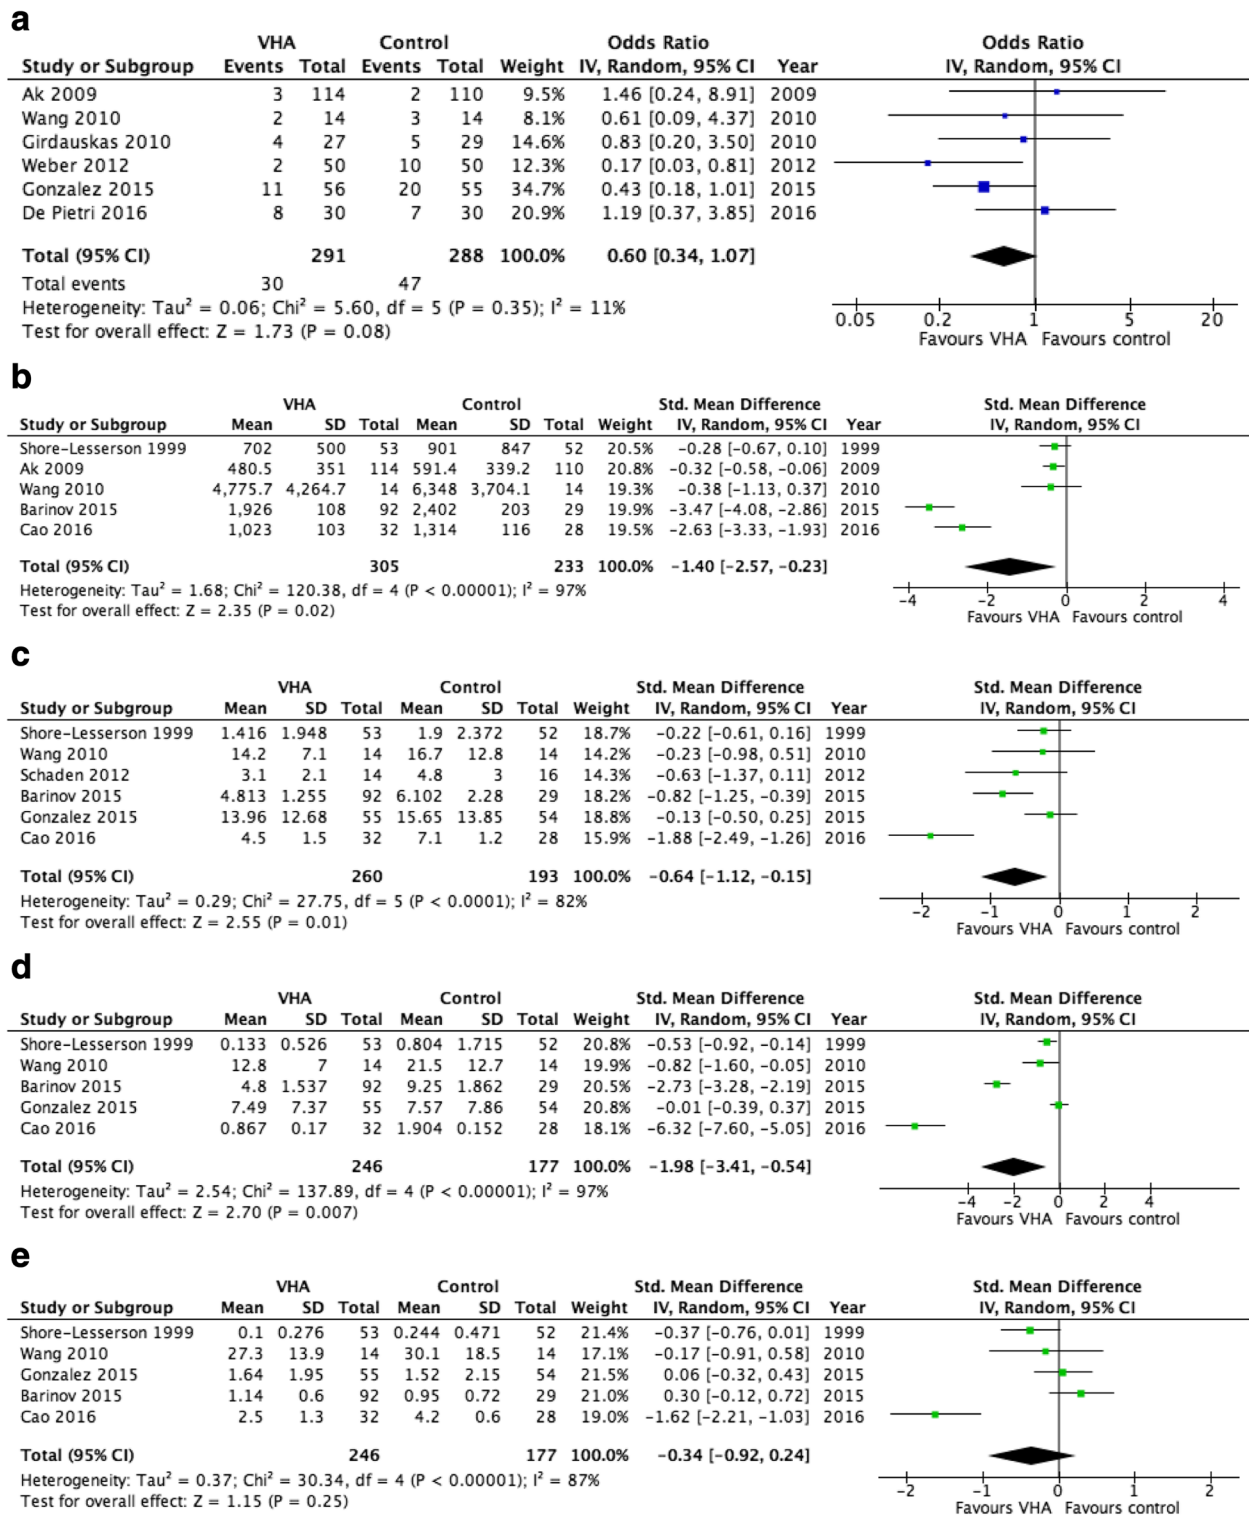 a
VHA Control Odds Ratio Odds Ratio
Study or Subgroup Events Total Events Total Weight IV, Random, 95% CI Year IV, Random, 95% CI
Ak 2009 3 114 2 110 9.5% 1.46 [0.24, 8.91] 2009
Wang 2010 2 14 3 14 8.1% 0.61 [0.09, 4.37] 2010
Girdauskas 2010 4 27 5 29 14.6% 0.83 [0.20, 3.50] 2010
Weber 2012 2 50 10 50 12.3% 0.17 [0.03, 0.81] 2012
Gonzalez 2015 11 56 20 55 34.7% 0.43 [0.18, 1.01] 2015
De Pietri 2016 8 30 7 30 20.9% 1.19 [0.37, 3.85] 2016
Total (95% CI) 291 288 100.0% 0.60 [0.34, 1.07]
Total events 30 47
Heterogeneity: Tau² = 0.06; Chi² = 5.60, df = 5 (P = 0.35); I² = 11%
Test for overall effect: Z = 1.73 (P = 0.08)
0.05 0.2 1 5 20
Favours VHA Favours control
b
VHA Control Std. Mean Difference Std. Mean Difference
Study or Subgroup Mean SD Total Mean SD Total Weight IV, Random, 95% CI Year IV, Random, 95% CI
Shore-Lesserson 1999 702 500 53 901 847 52 20.5% -0.28 [-0.67, 0.10] 1999
Ak 2009 480.5 351 114 591.4 339.2 110 20.8% -0.32 [-0.58, -0.06] 2009
Wang 2010 4,775.7 4,264.7 14 6,348 3,704.1 14 19.3% -0.38 [-1.13, 0.37] 2010
Barinov 2015 1,926 108 92 2,402 203 29 19.9% -3.47 [-4.08, -2.86] 2015
Cao 2016 1,023 103 32 1,314 116 28 19.5% -2.63 [-3.33, -1.93] 2016
Total (95% CI) 305 233 100.0% -1.40 [-2.57, -0.23]
Heterogeneity: Tau² = 1.68; Chi² = 120.38, df = 4 (P < 0.00001); I² = 97%
Test for overall effect: Z = 2.35 (P = 0.02)
-4 -2 0 2 4
Favours VHA Favours control
c
VHA Control Std. Mean Difference Std. Mean Difference
Study or Subgroup Mean SD Total Mean SD Total Weight IV, Random, 95% CI Year IV, Random, 95% CI
Shore-Lesserson 1999 1.416 1.948 53 1.9 2.372 52 18.7% -0.22 [-0.61, 0.16] 1999
Wang 2010 14.2 7.1 14 16.7 12.8 14 14.2% -0.23 [-0.98, 0.51] 2010
Schaden 2012 3.1 2.1 14 4.8 3 16 14.3% -0.63 [-1.37, 0.11] 2012
Barinov 2015 4.813 1.255 92 6.102 2.28 29 18.2% -0.82 [-1.25, -0.39] 2015
Gonzalez 2015 13.96 12.68 55 15.65 13.85 54 18.8% -0.13 [-0.50, 0.25] 2015
Cao 2016 4.5 1.5 32 7.1 1.2 28 15.9% -1.88 [-2.49, -1.26] 2016
Total (95% CI) 260 193 100.0% -0.64 [-1.12, -0.15]
Heterogeneity: Tau² = 0.29; Chi² = 27.75, df = 5 (P < 0.0001); I² = 82%
Test for overall effect: Z = 2.55 (P = 0.01)
-2 -1 0 1 2
Favours VHA Favours control
d
VHA Control Std. Mean Difference Std. Mean Difference
Study or Subgroup Mean SD Total Mean SD Total Weight IV, Random, 95% CI Year IV, Random, 95% CI
Shore-Lesserson 1999 0.133 0.526 53 0.804 1.715 52 20.8% -0.53 [-0.92, -0.14] 1999
Wang 2010 12.8 7 14 21.5 12.7 14 19.9% -0.82 [-1.60, -0.05] 2010
Barinov 2015 4.8 1.537 92 9.25 1.862 29 20.5% -2.73 [-3.28, -2.19] 2015
Gonzalez 2015 7.49 7.37 55 7.57 7.86 54 20.8% -0.01 [-0.39, 0.37] 2015
Cao 2016 0.867 0.17 32 1.904 0.152 28 18.1% -6.32 [-7.60, -5.05] 2016
Total (95% CI) 246 177 100.0% -1.98 [-3.41, -0.54]
Heterogeneity: Tau² = 2.54; Chi² = 137.89, df = 4 (P < 0.00001); I² = 97%
Test for overall effect: Z = 2.70 (P = 0.007)
-4 -2 0 2 4
Favours VHA Favours control
e
VHA Control Std. Mean Difference Std. Mean Difference
Study or Subgroup Mean SD Total Mean SD Total Weight IV, Random, 95% CI Year IV, Random, 95% CI
Shore-Lesserson 1999 0.1 0.276 53 0.244 0.471 52 21.4% -0.37 [-0.76, 0.01] 1999
Wang 2010 27.3 13.9 14 30.1 18.5 14 17.1% -0.17 [-0.91, 0.58] 2010
Gonzalez 2015 1.64 1.95 55 1.52 2.15 54 21.5% 0.06 [-0.32, 0.43] 2015
Barinov 2015 1.14 0.6 92 0.95 0.72 29 21.0% 0.30 [-0.12, 0.72] 2015
Cao 2016 2.5 1.3 32 4.2 0.6 28 19.0% -1.62 [-2.21, -1.03] 2016
Total (95% CI) 246 177 100.0% -0.34 [-0.92, 0.24]
Heterogeneity: Tau² = 0.37; Chi² = 30.34, df = 4 (P < 0.00001); I² = 87%
Test for overall effect: Z = 1.15 (P = 0.25)
-2 -1 0 1 2
Favours VHA Favours control